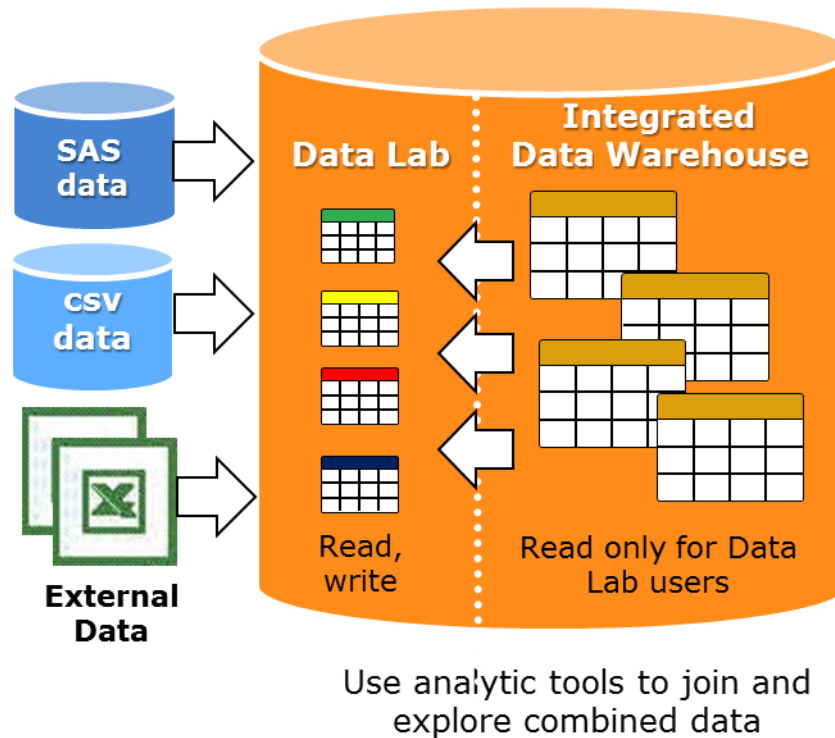 SAS
data
csv
data
External
Data
Data Lab
Read,
write
Integrated
Data Warehouse
Read only for Data
Lab users
Use analytic tools to join and
explore combined data